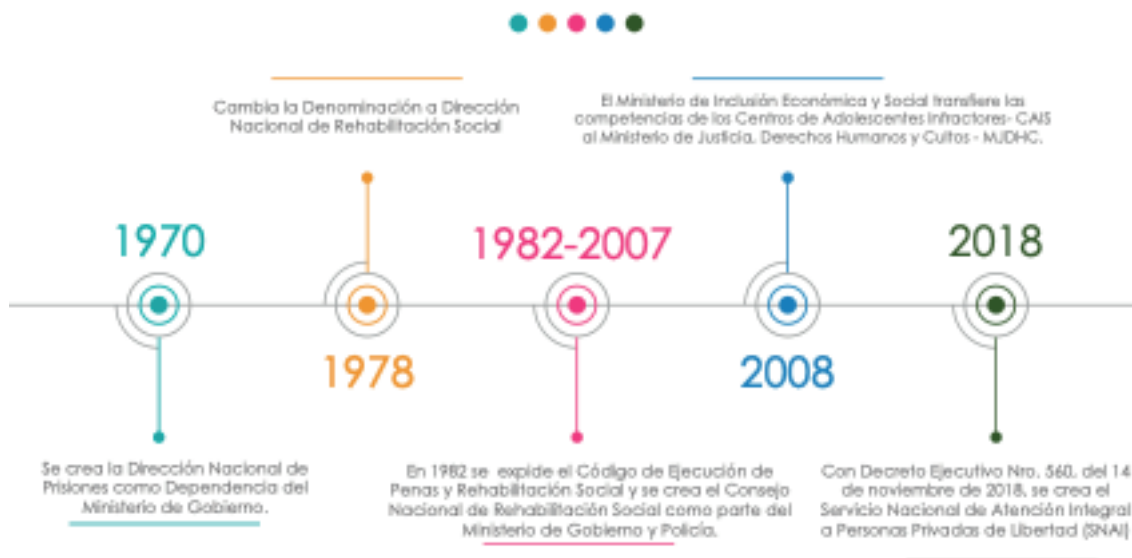 Cambia la Denominación a Dirección
Nacional de Rehabilitación Social
El Ministerio de Inclusión Económica y Social transfiere las
competencias de los Centros de Adolescentes Infractores- CAIS
al Ministerio de Justicia, Derechos Humanos y Cultos - MJDHC.
1970
1982-2007
2018
1978
2008
Se crea la Dirección Nacional de
Prisiones como Dependencia del
Ministerio de Gobierno.
En 1982 se expide el Código de Ejecución de
Penas y Rehabilitación Social y se crea el Consejo
Nacional de Rehabilitación Social como parte del
Ministerio de Gobierno y Policía.
Con Decreto Ejecutivo Nro. 560, del 14
de noviembre de 2018, se crea el
Servicio Nacional de Atención Integral
a Personas Privadas de Libertad (SNAI)